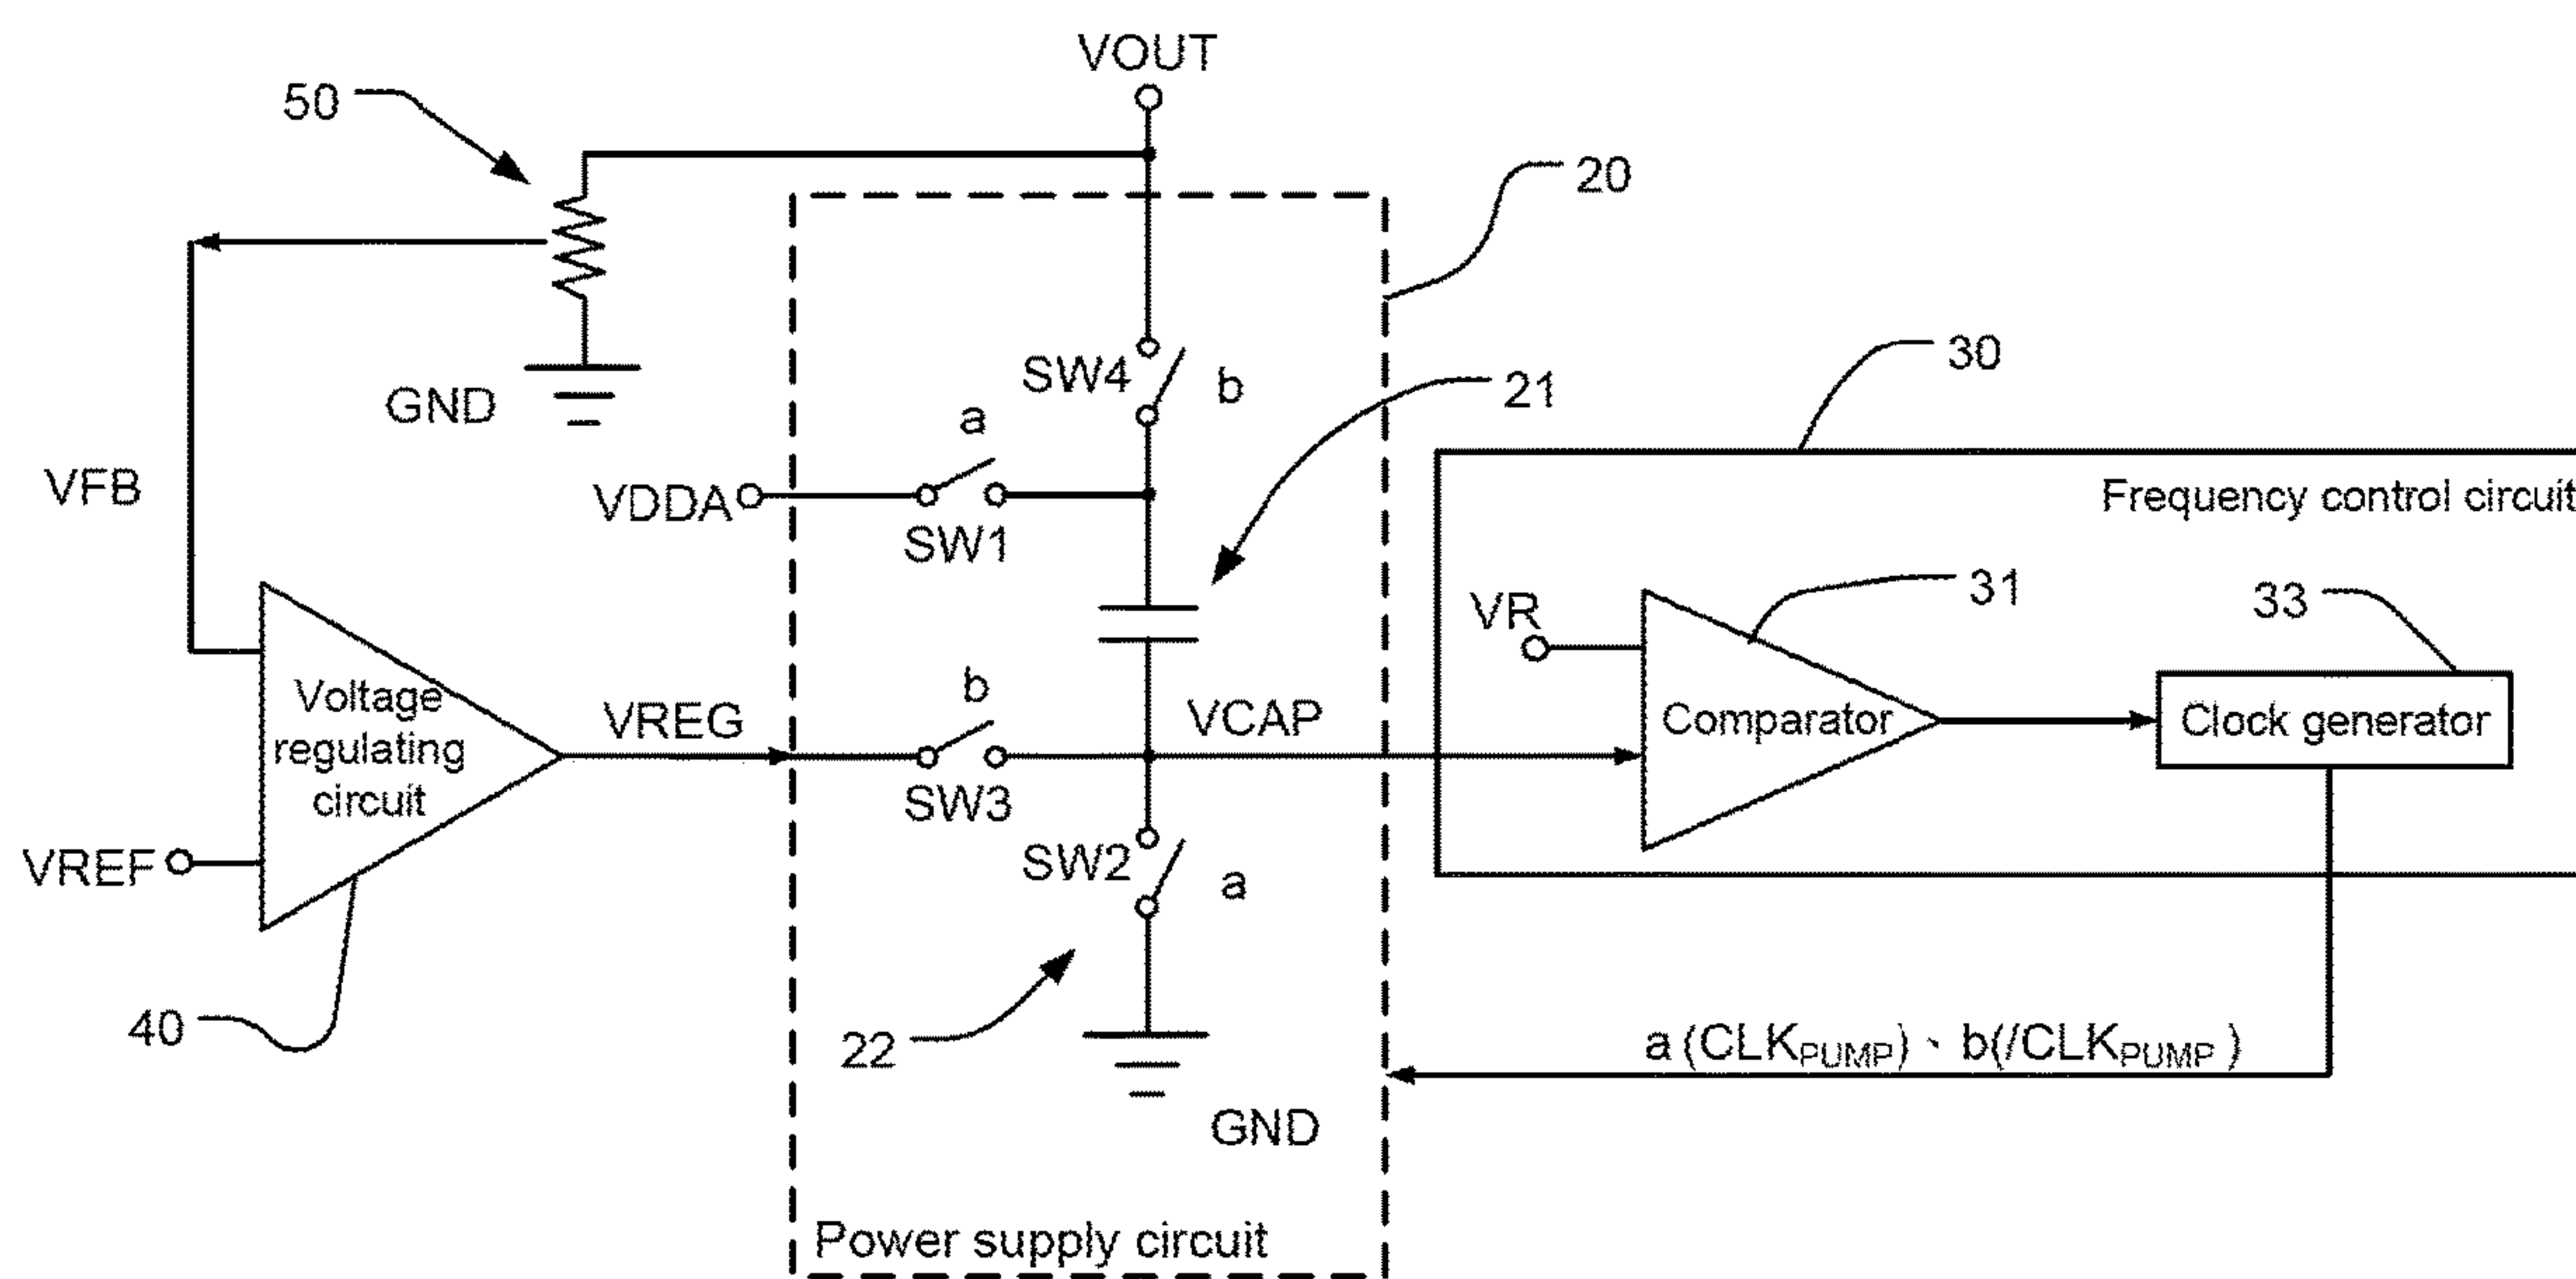 VOUT
50
20
SW4
b
30
21
GND
a
VFB
VDDA
SW1
Frequency control circuit
VR
31
33
Voltage
regulating
circuit
VREG
b
VCAP
Comparator
Clock generator
SW3
VREF
SW2
a
40
22
a (CLKPUMP)、b(/CLKPUMP )
GND
Power supply circuit